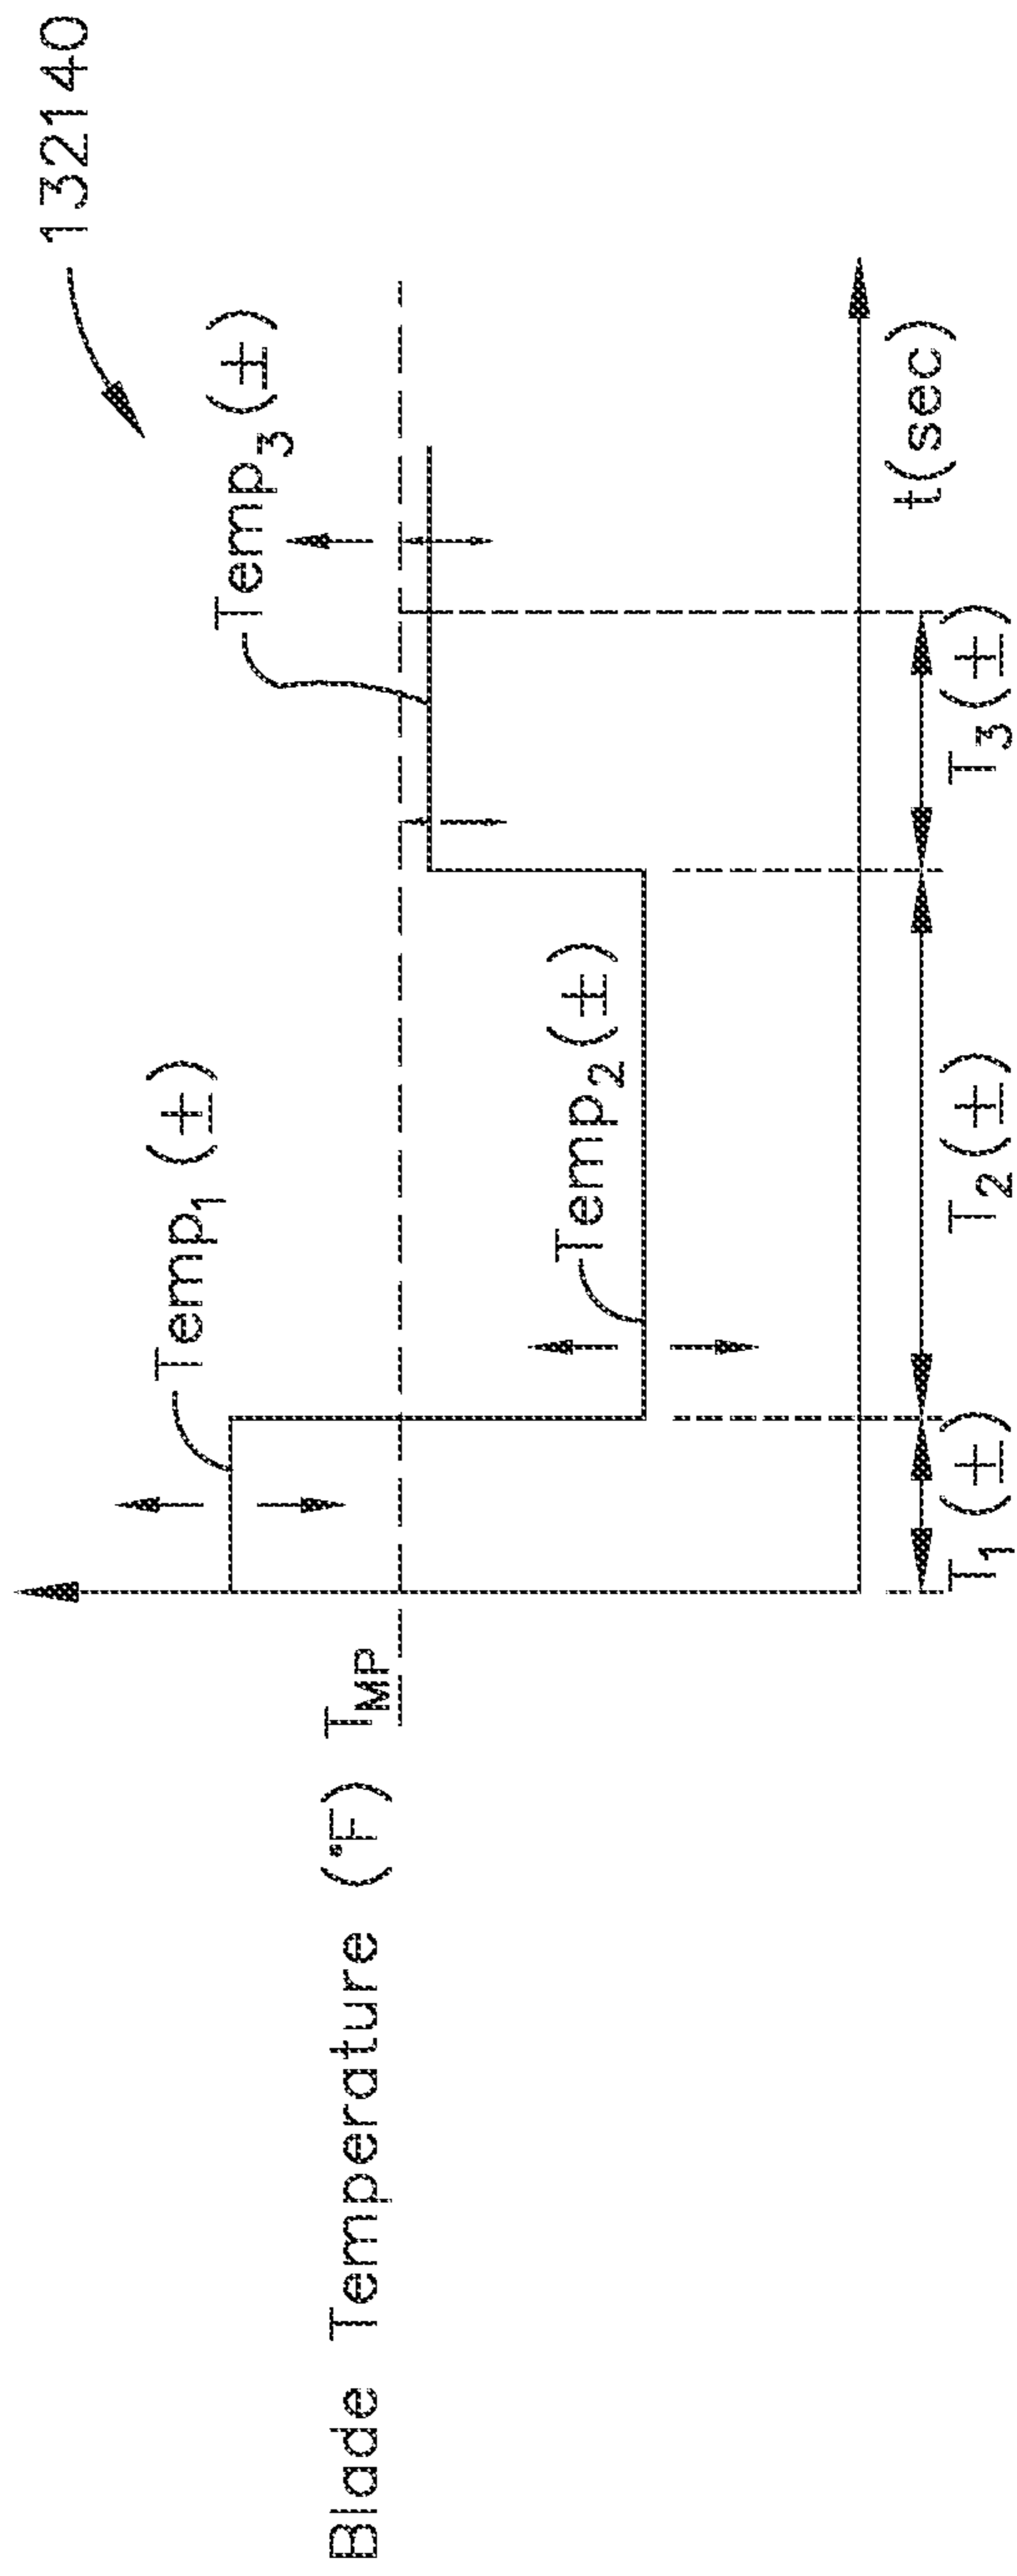 132140
Temp3 (±)
Temp1 (±)
Blade Temperature (°F) TMP
Temp2 (±)
t(sec)
T1 (±)
T2 (±)
T3 (±)